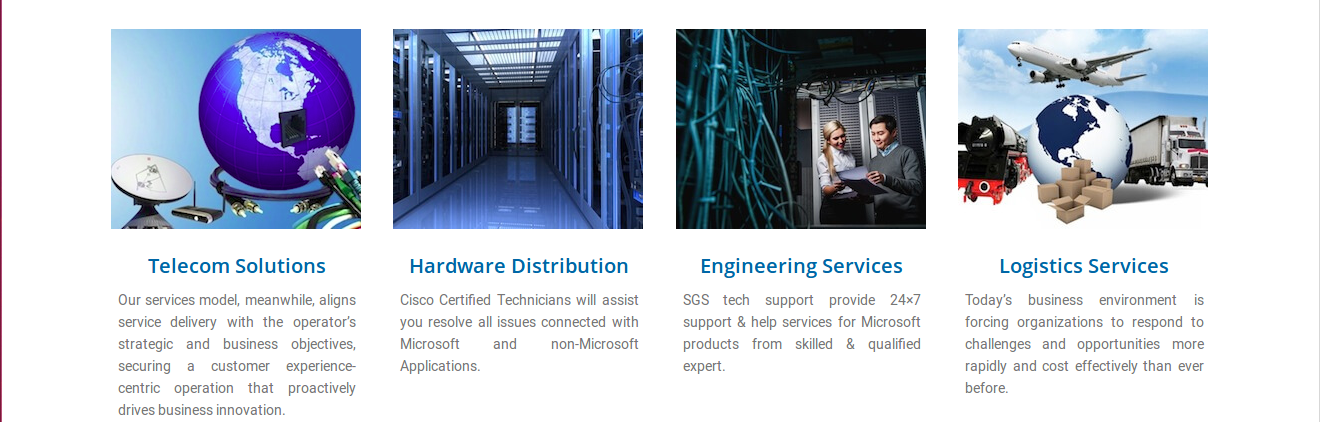 Telecom Solutions
Our services model, meanwhile, aligns
service delivery with the operator's
strategic and business objectives,
securing a customer experience-
centric operation that proactively
drives business innovation.
Hardware Distribution
Cisco Certified Technicians will assist
you resolve all issues connected with
Microsoft and non-Microsoft
Applications.
Engineering Services
SGS tech support provide 24×7
support & help services for Microsoft
products from skilled & qualified
expert.
Logistics Services
Today's business environment is
forcing organizations to respond to
challenges and opportunities more
rapidly and cost effectively than ever
before.